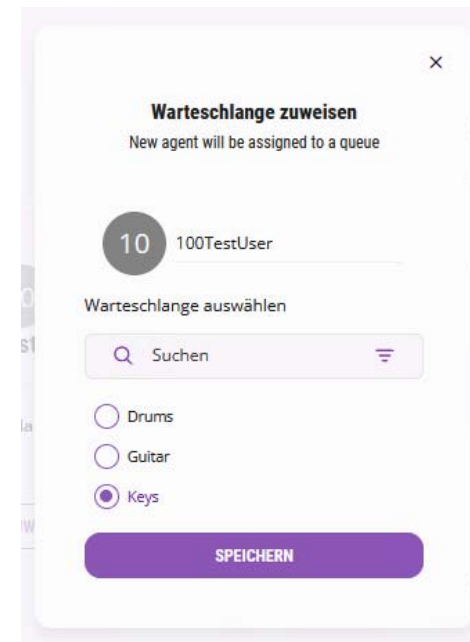 Warteschlange zuweisen
New agent will be assigned to a queue
10
100TestUser
Warteschlange auswählen
Suchen
Drums
Guitar
Keys
SPEICHERN